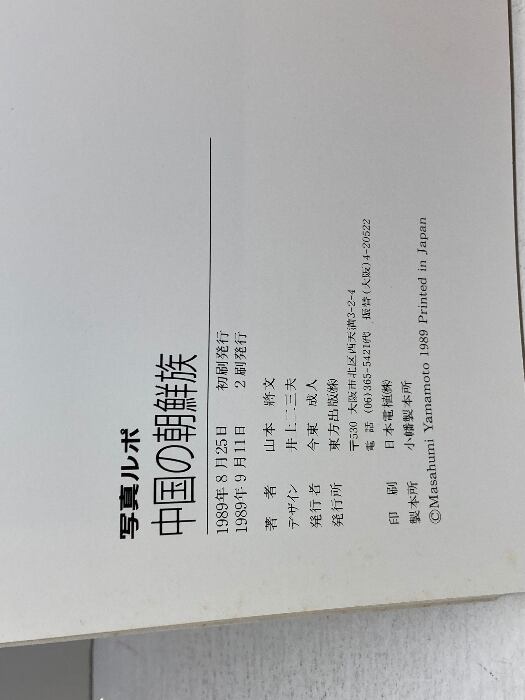 写真ルポ
中国の朝鮮族
1989年8月25日 初刷発行
1989年9月11日 2刷発行
著者 山本將文
デザイン 井上二三夫
発行者 今東成人
発行所 東方出版㈱
〒530 大阪市北区西天満3-2-4
電話 (06)365-5421代 振替(大阪)4-20522
印刷 日本電植㈱
製本所 小幡製本所
©Masahumi Yamamoto 1989 Printed in Japan